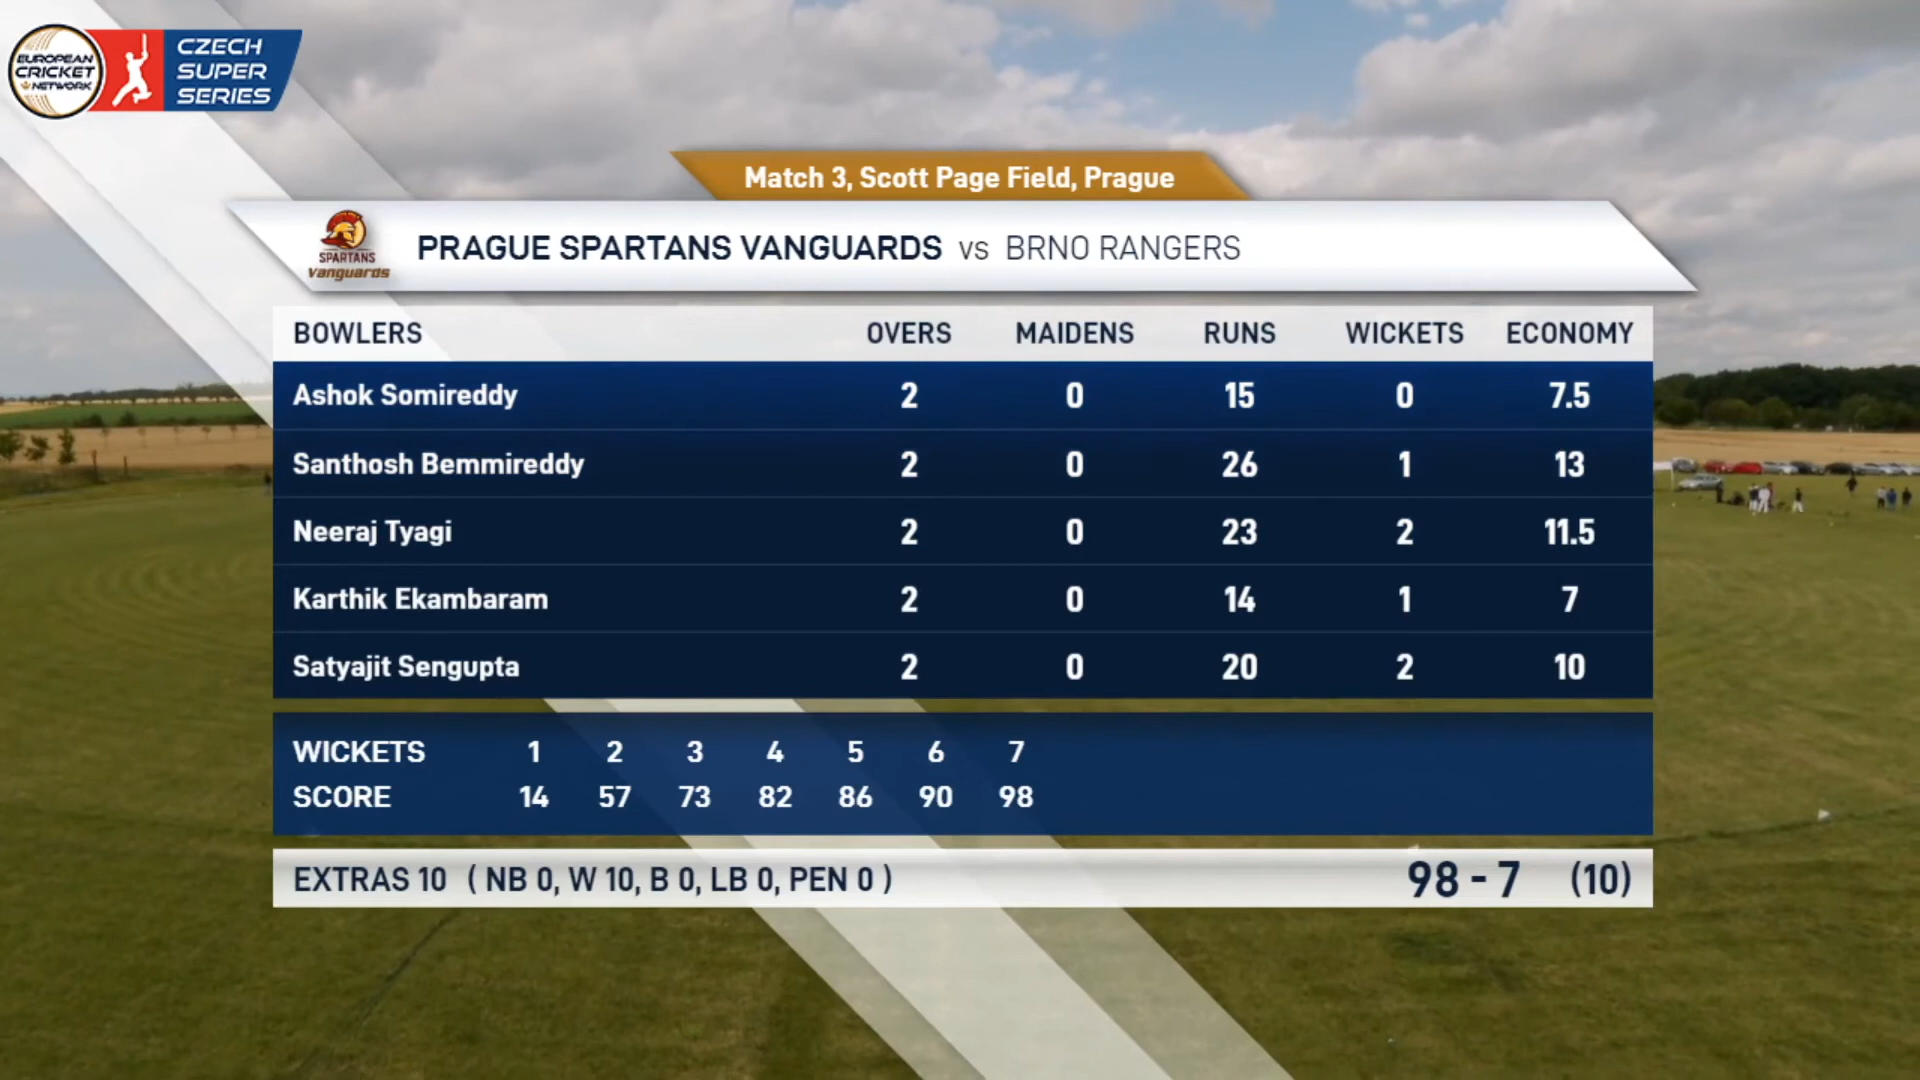 EUROPEAN
CRICKET
NETWORK
CZECH
SUPER
SERIES
Match 3, Scott Page Field, Prague
SPARTANS
Vanguards
PRAGUE SPARTANS VANGUARDS vs BRNO RANGERS
BOWLERS OVERS MAIDENS RUNS WICKETS ECONOMY
Ashok Somireddy 2 0 15 0 7.5
Santhosh Bemmireddy 2 0 26 1 13
Neeraj Tyagi 2 0 23 2 11.5
Karthik Ekambaram 2 0 14 1 7
Satyajit Sengupta 2 0 20 2 10
WICKETS 1 2 3 4 5 6 7
SCORE 14 57 73 82 86 90 98
EXTRAS 10 ( NB 0, W 10, B 0, LB 0, PEN 0 ) 98 - 7 (10)